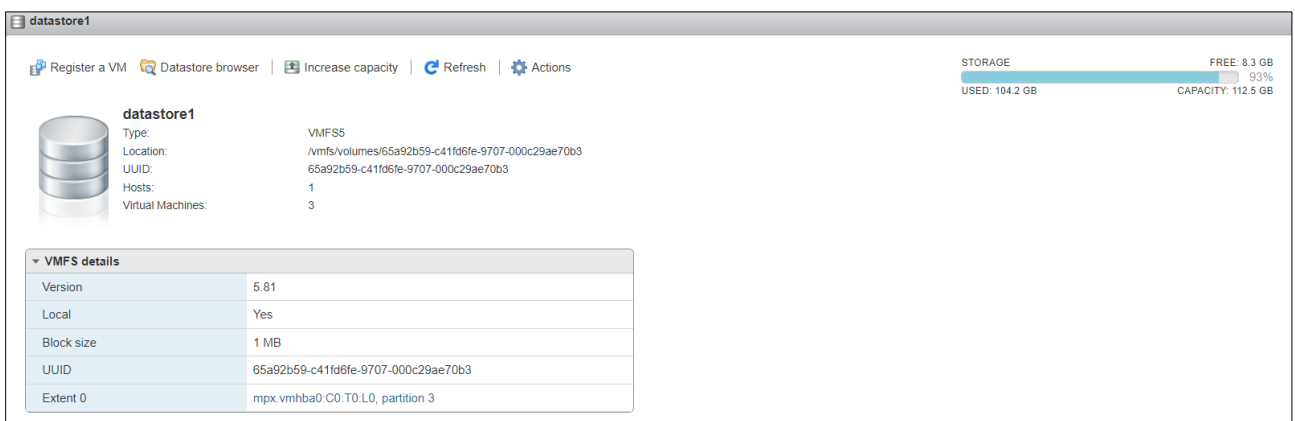 datastore1
Register a VM Datastore browser Increase capacity Refresh Actions
STORAGE FREE: 8.3 GB
93%
USED: 104.2 GB CAPACITY: 112.5 GB
datastore1
Type: VMFS5
Location: /vmfs/volumes/65a92b59-c41fd6fe-9707-000c29ae70b3
UUID: 65a92b59-c41fd6fe-9707-000c29ae70b3
Hosts: 1
Virtual Machines: 3
VMFS details
Version 5.81
Local Yes
Block size 1 MB
UUID 65a92b59-c41fd6fe-9707-000c29ae70b3
Extent 0 mpx.vmhba0:C0:T0:L0, partition 3